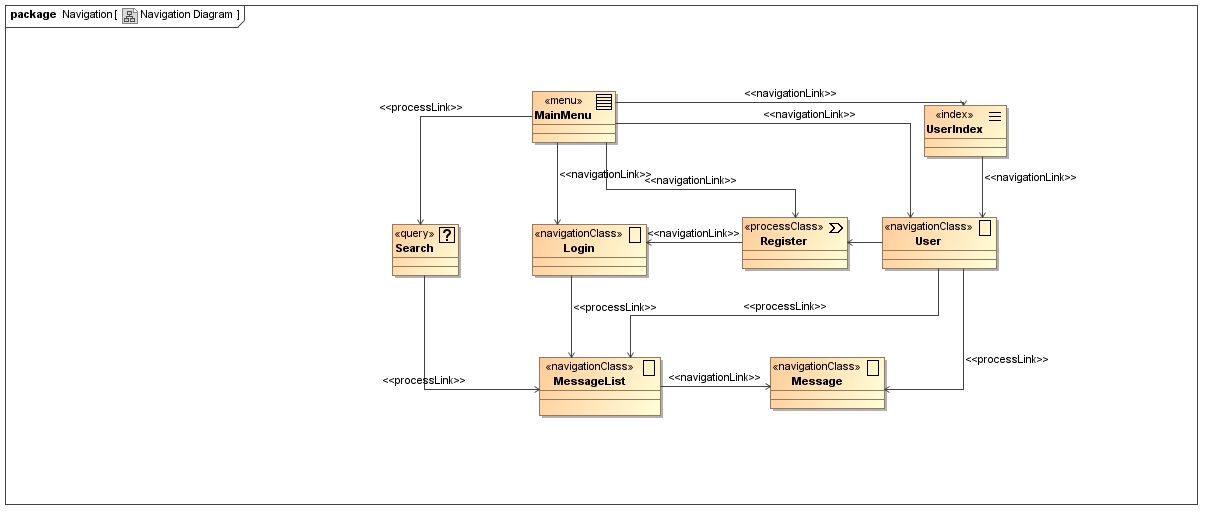 package Navigation [ Navigation Diagram ]
<<navigationLink>>
«menu»
MainMenu
<<processLink>>
<<navigationLink>>
«index»
UserIndex
<<navigationLink>>
<<navigationLink>>
<<navigationLink>>
«query» ?
Search
«navigationClass»
Login
<<navigationLink>>
«processClass»
Register
«navigationClass»
User
<<processLink>>
<<processLink>>
<<processLink>>
«navigationClass»
MessageList
<<navigationLink>>
«navigationClass»
Message
<<processLink>>